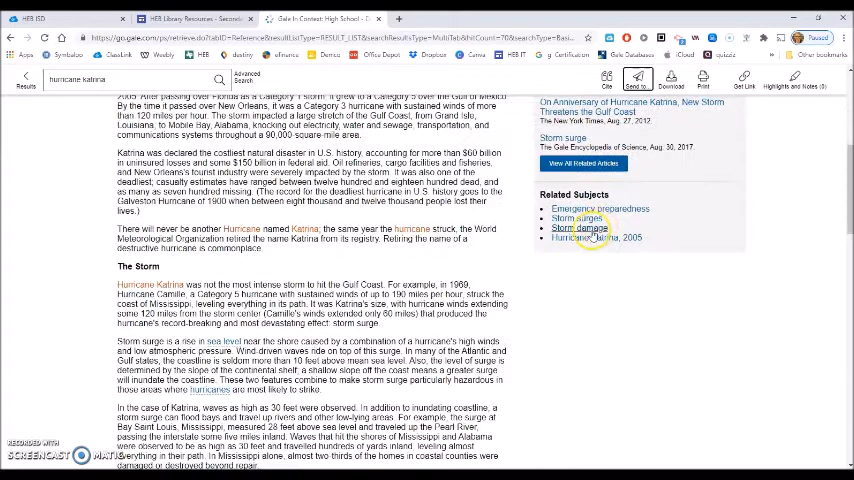 HEB ISD
HEB Library Resources - Seconda
Gale In Context: High School - D
https://go.gale.com/ps/retrieve.do?tabID=Reference&resultListType=RESULT_LIST&searchResultsType=MultiTab&hitCount=70&searchType=Basi...
Paused
Apps
Symbaloo
ClassLink
Weebly
HEB
destiny
efinance
Demco
Office Depot
Dropbox
Canva
HEB IT
g Certification
Gale Databases
iCloud
quizziz
Other bookmarks
Results
hurricane katrina
Advanced
Search
Cite
Send to...
Download
Print
Get Link
Highlights and Notes (0)
2005. After passing over Florida as a Category 1 storm, it grew to a Category 5 over the Gulf of Mexico.
By the time it passed over New Orleans, it was a Category 3 hurricane with sustained winds of more
than 120 miles per hour. The storm impacted a large stretch of the Gulf Coast, from Grand Isle,
Louisiana, to Mobile Bay, Alabama, knocking out electricity, water and sewage, transportation, and
communications systems throughout a 90,000-square-mile area.
Katrina was declared the costliest natural disaster in U.S. history, accounting for more than $60 billion
in uninsured losses and some $150 billion in federal aid. Oil refineries, cargo facilities and fisheries,
and New Orleans's tourist industry were severely impacted by the storm. It was also one of the
deadliest; casualty estimates have ranged between twelve hundred and eighteen hundred dead, and
as many as seven hundred missing. (The record for the deadliest hurricane in U.S. history goes to the
Galveston Hurricane of 1900 when between eight thousand and twelve thousand people lost their
lives.)
There will never be another Hurricane named Katrina; the same year the hurricane struck, the World
Meteorological Organization retired the name Katrina from its registry. Retiring the name of a
destructive hurricane is commonplace.
The Storm
Hurricane Katrina was not the most intense storm to hit the Gulf Coast. For example, in 1969,
Hurricane Camille, a Category 5 hurricane with sustained winds of up to 190 miles per hour, struck the
coast of Mississippi, leveling everything in its path. It was Katrina's size, with hurricane winds extending
some 120 miles from the storm center (Camille's winds extended only 60 miles) that produced the
hurricane's record-breaking and most devastating effect: storm surge.
Storm surge is a rise in sea level near the shore caused by a combination of a hurricane's high winds
and low atmospheric pressure. Wind-driven waves ride on top of this surge. In many of the Atlantic and
Gulf states, the coastline is seldom more than 10 feet above mean sea level. Also, the level of surge is
determined by the slope of the continental shelf; a shallow slope off the coast means a greater surge
will inundate the coastline. These two features combine to make storm surge particularly hazardous in
those areas where hurricanes are most likely to strike.
In the case of Katrina, waves as high as 30 feet were observed. In addition to inundating coastline, a
storm surge can flood bays and travel up rivers and other low-lying areas. For example, the surge at
Bay Saint Louis, Mississippi, measured 28 feet above sea level and traveled up the Pearl River,
passing the interstate some five miles inland. Waves that hit the shores of Mississippi and Alabama
were observed to be as high as 30 feet and travelled hundreds of yards inland, leveling almost
everything in their path. In Mississippi alone, almost two-thirds of the homes in coastal counties were
damaged or destroyed beyond repair.
On Anniversary of Hurricane Katrina, New Storm
Threatens the Gulf Coast
The New York Times, Aug. 27, 2012.
Storm surge
The Gale Encyclopedia of Science, Aug. 30, 2017.
View All Related Articles
Related Subjects
Emergency preparedness
Storm surges
Storm damage
Hurricane Katrina, 2005
RECORDED WITH
SCREENCAST MATIC